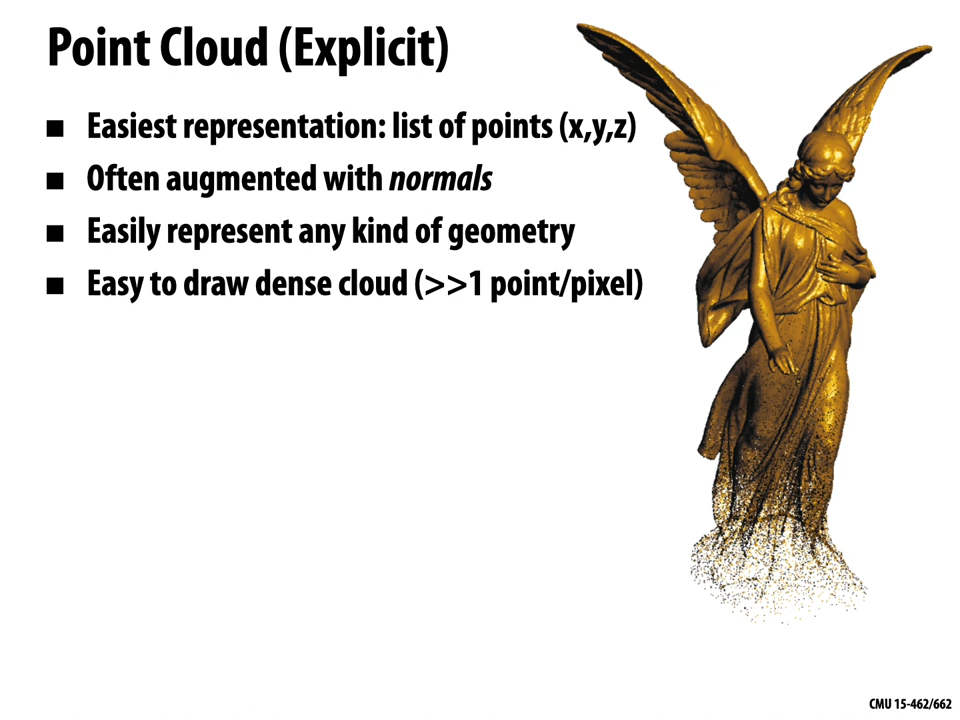 Point Cloud (Explicit)
■ Easiest representation: list of points (x,y,z)
■ Often augmented with normals
■ Easily represent any kind of geometry
■ Easy to draw dense cloud (>>1 point/pixel)
CMU 15-462/662